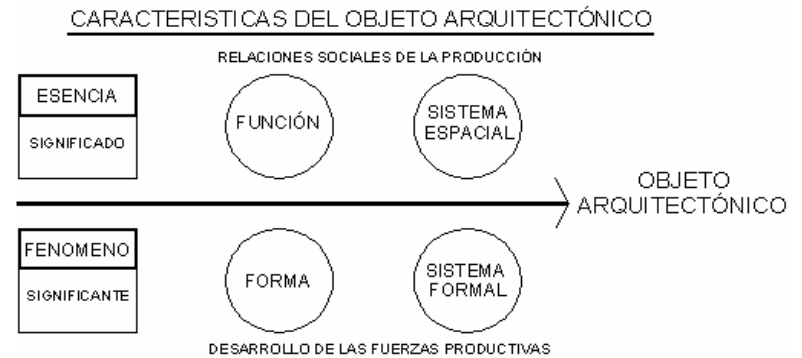 CARACTERISTICAS DEL OBJETO ARQUITECTÓNICO
RELACIONES SOCIALES DE LA PRODUCCIÓN
ESENCIA
SIGNIFICADO
FUNCIÓN
SISTEMA
ESPACIAL
OBJETO
ARQUITECTÓNICO
FENOMENO
SIGNIFICANTE
FORMA
SISTEMA
FORMAL
DESARROLLO DE LAS FUERZAS PRODUCTIVAS